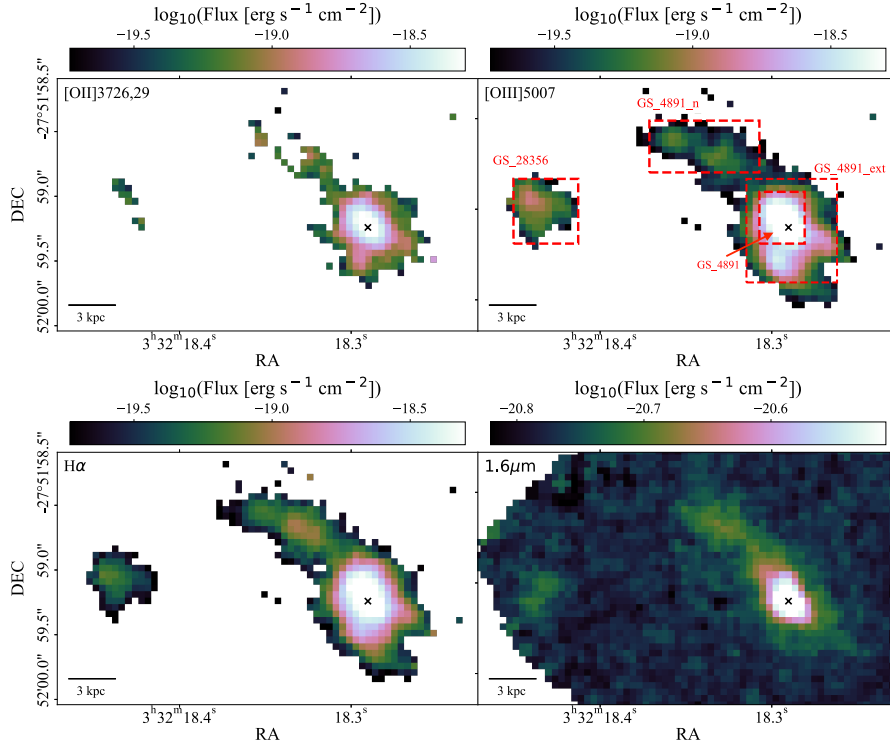 log₁₀(Flux [erg s⁻¹ cm⁻²]) log₁₀(Flux [erg s⁻¹ cm⁻²])
−19.5 −19.0 −18.5 −19.5 −19.0 −18.5
[OII]3726,29 [OIII]5007
-27°51'58.5" 59.0" 59.5" 52'00.0"
DEC
GS_4891_n
GS_28356
GS_4891_ext
GS_4891
3 kpc 3 kpc
3ʰ32ᵐ18.4ˢ 18.3ˢ 3ʰ32ᵐ18.4ˢ 18.3ˢ
RA RA
log₁₀(Flux [erg s⁻¹ cm⁻²]) log₁₀(Flux [erg s⁻¹ cm⁻²])
−19.5 −19.0 −18.5 −20.8 −20.7 −20.6
Hα 1.6μm
-27°51'58.5" 59.0" 59.5" 52'00.0"
DEC
3 kpc 3 kpc
3ʰ32ᵐ18.4ˢ 18.3ˢ 3ʰ32ᵐ18.4ˢ 18.3ˢ
RA RA